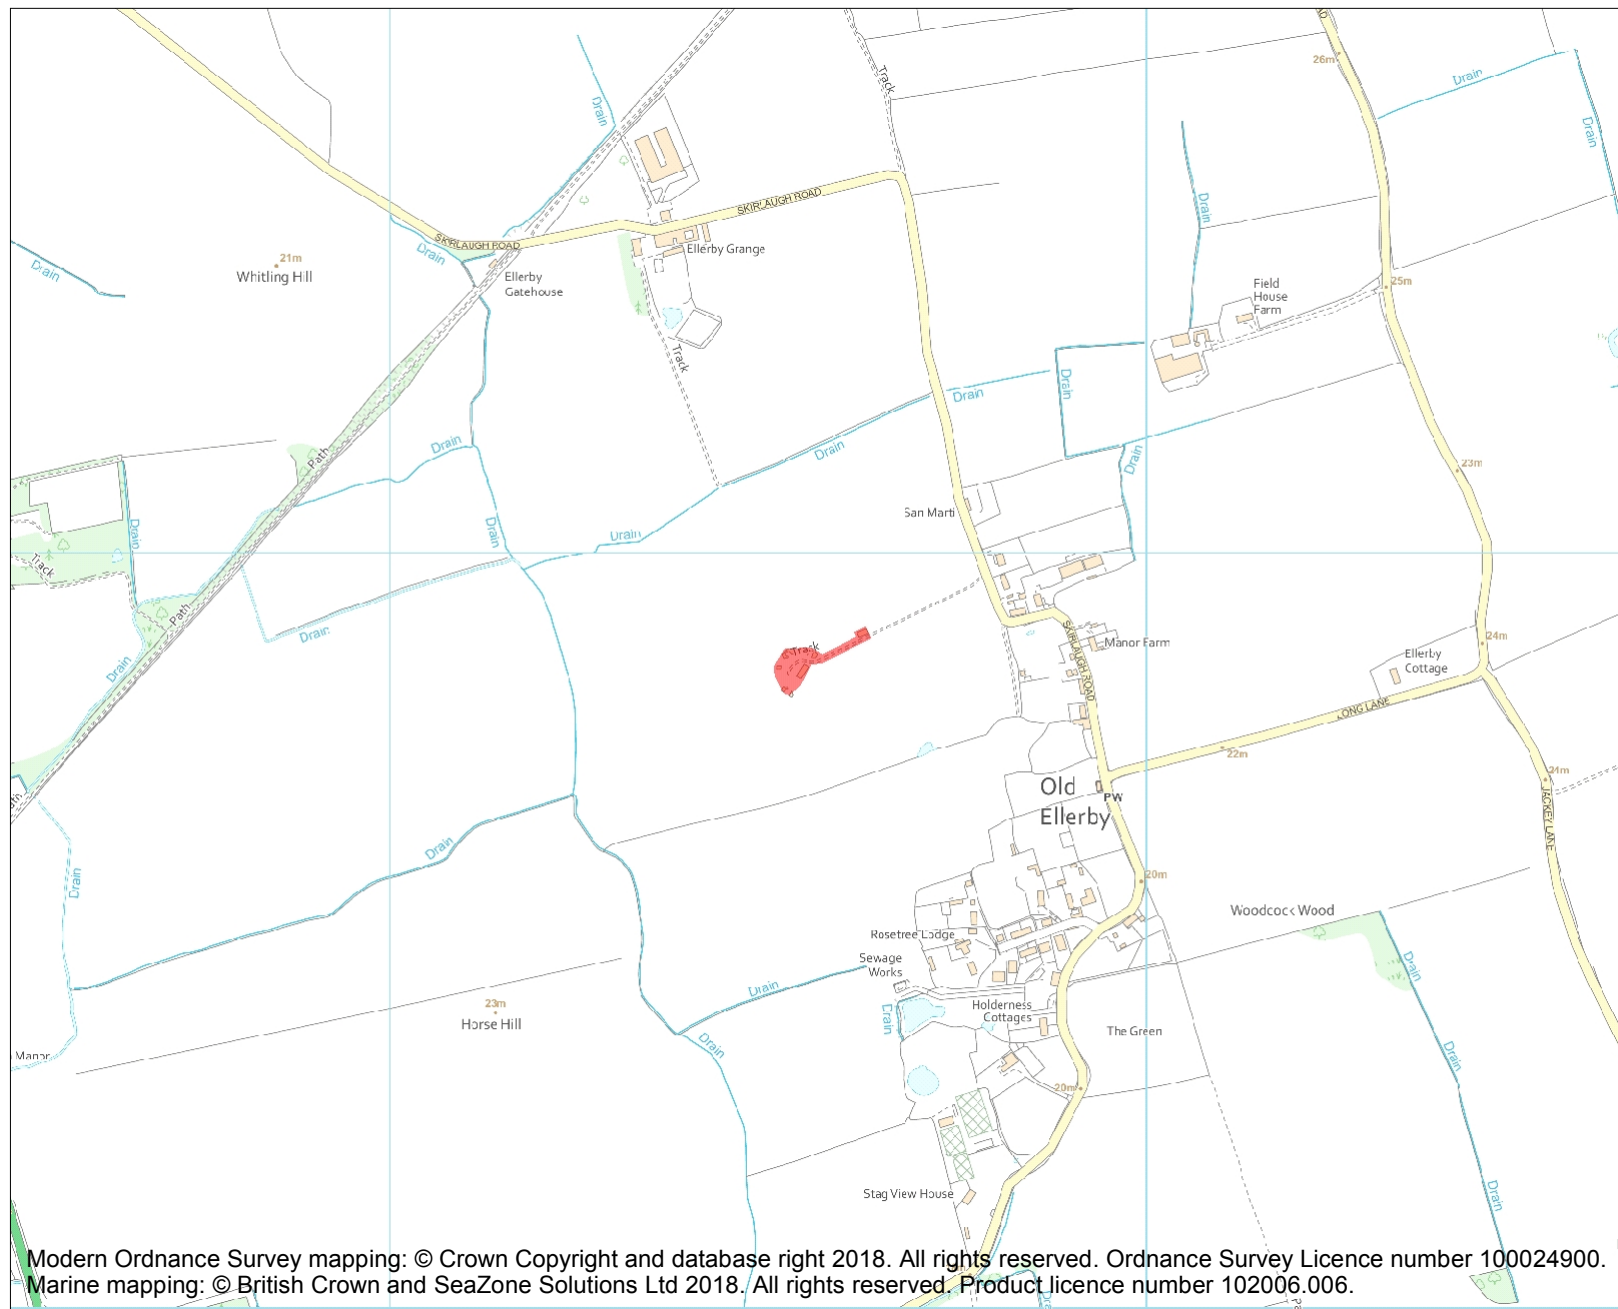 Track
26m
Drain
Drain
Drain
SKIRLAUGH ROAD
Drain
SKIRLAUGH ROAD
Drain
Ellerby Grange
Drain
21m
Whitling Hill
Ellerby
Gatehouse
Field
House
Farm
25m
Track
Drain
Drain
Drain
Drain
Path
Drain
23m
San Marti
Drain
Drain
Drain
Track
Path
Drain
Track
SKIRLAUGH ROAD
Manor Farm
24m
Ellerby
Cottage
Drain
LONG LANE
22m
21m
JACKEY LANE
Old
Ellerby
PW
Drain
Drain
20m
Woodcock Wood
Rosetree Lodge
Sewage
Works
Drain
Drain
23m
Horse Hill
Drain
Holderness
Cottages
The Green
Drain
Manor
Drain
20m
Stag View House
Drain
Modern Ordnance Survey mapping: © Crown Copyright and database right 2018. All rights reserved. Ordnance Survey Licence number 100024900.
Marine mapping: © British Crown and SeaZone Solutions Ltd 2018. All rights reserved. Product licence number 102006.006.